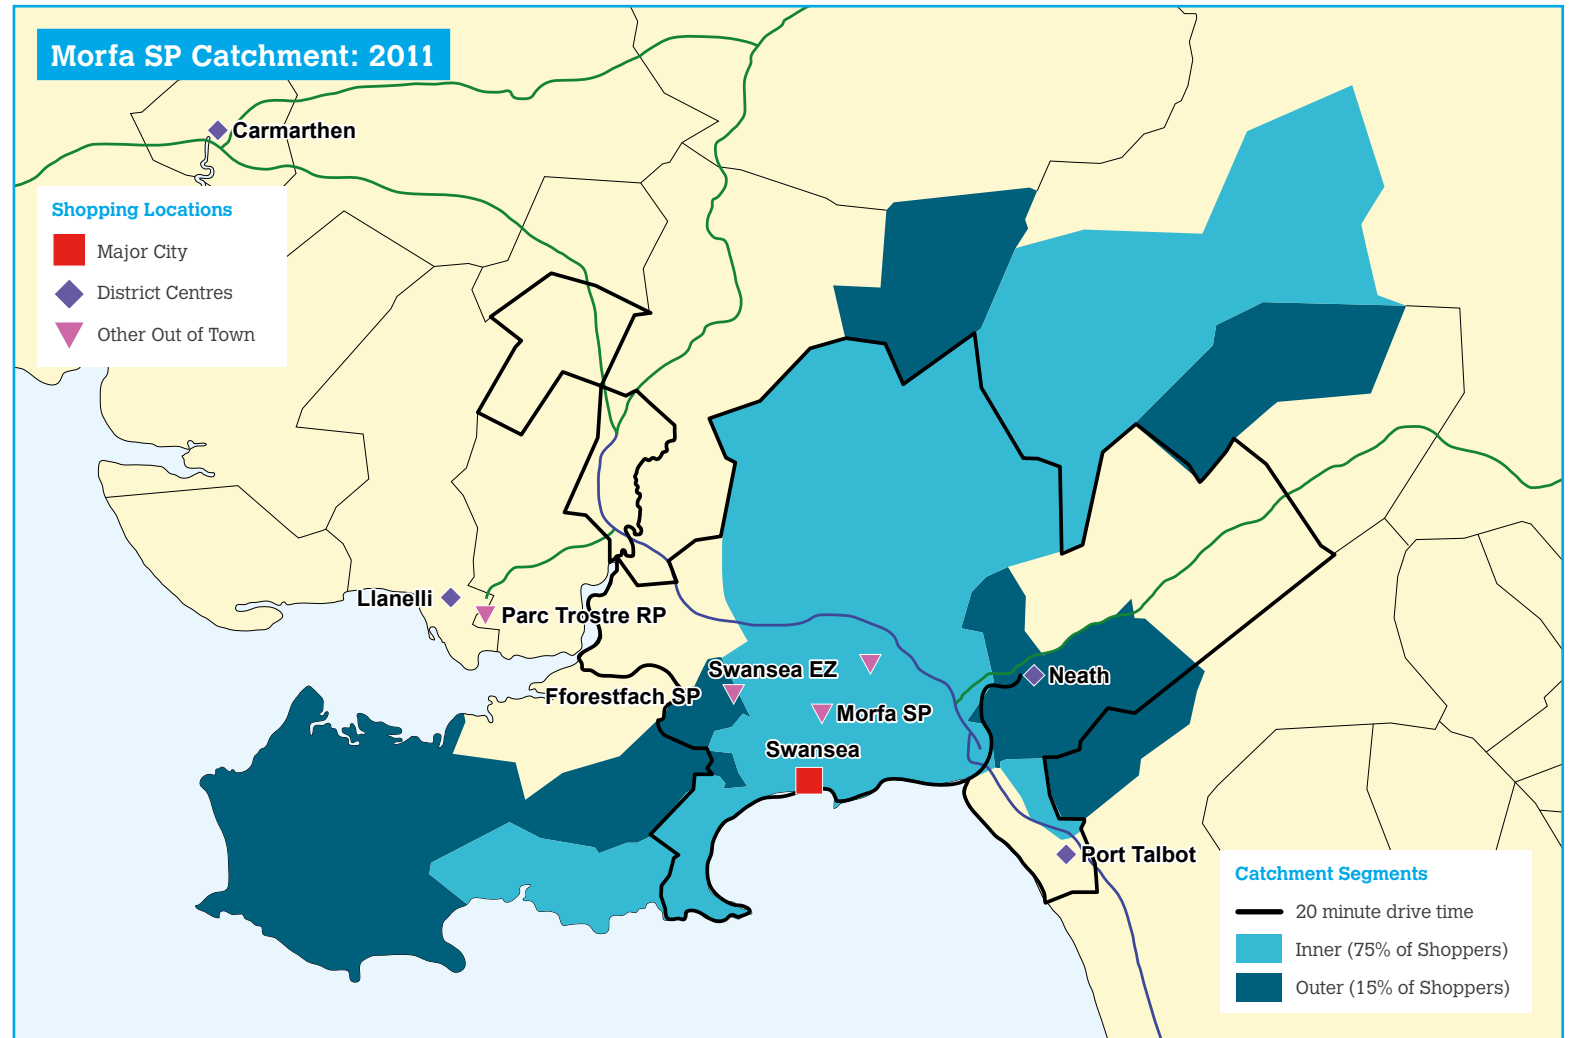 Morfa SP Catchment: 2011
Carmarthen
Shopping Locations
Major City
District Centres
Other Out of Town
Llanelli
Parc Trostre RP
Swansea EZ
Neath
Fforestfach SP
Morfa SP
Swansea
Port Talbot
Catchment Segments
20 minute drive time
Inner (75% of Shoppers)
Outer (15% of Shoppers)